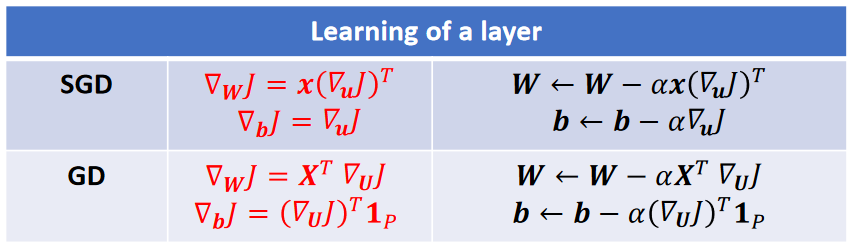 Learning of a layer
SGD
∇_𝑾 𝐽 = 𝒙(∇_𝒖 𝐽)^𝑇
∇_𝒃 𝐽 = ∇_𝒖 𝐽
𝑾 ← 𝑾 − 𝛼𝒙(∇_𝒖 𝐽)^𝑇
𝒃 ← 𝒃 − 𝛼∇_𝒖 𝐽
GD
∇_𝑾 𝐽 = 𝑿^𝑇 ∇_𝑼 𝐽
∇_𝒃 𝐽 = (∇_𝑼 𝐽)^𝑇 𝟏_𝑃
𝑾 ← 𝑾 − 𝛼𝑿^𝑇 ∇_𝑼 𝐽
𝒃 ← 𝒃 − 𝛼(∇_𝑼 𝐽)^𝑇 𝟏_𝑃